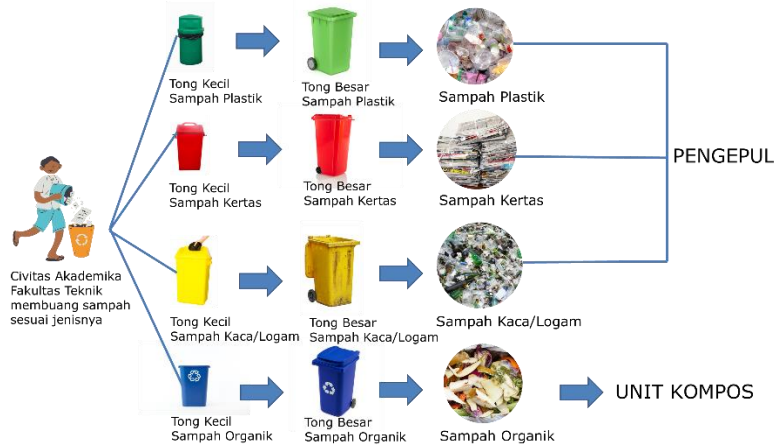 Tong Kecil
Sampah Plastik
Tong Besar
Sampah Plastik
Sampah Plastik
Tong Kecil
Sampah Kertas
Tong Besar
Sampah Kertas
Sampah Kertas
PENGEPUL
Civitas Akademika
Fakultas Teknik
membuang sampah
sesuai jenisnya
Tong Kecil
Sampah Kaca/Logam
Tong Besar
Sampah Kaca/Logam
Sampah Kaca/Logam
Tong Kecil
Sampah Organik
Tong Besar
Sampah Organik
Sampah Organik
UNIT KOMPOS